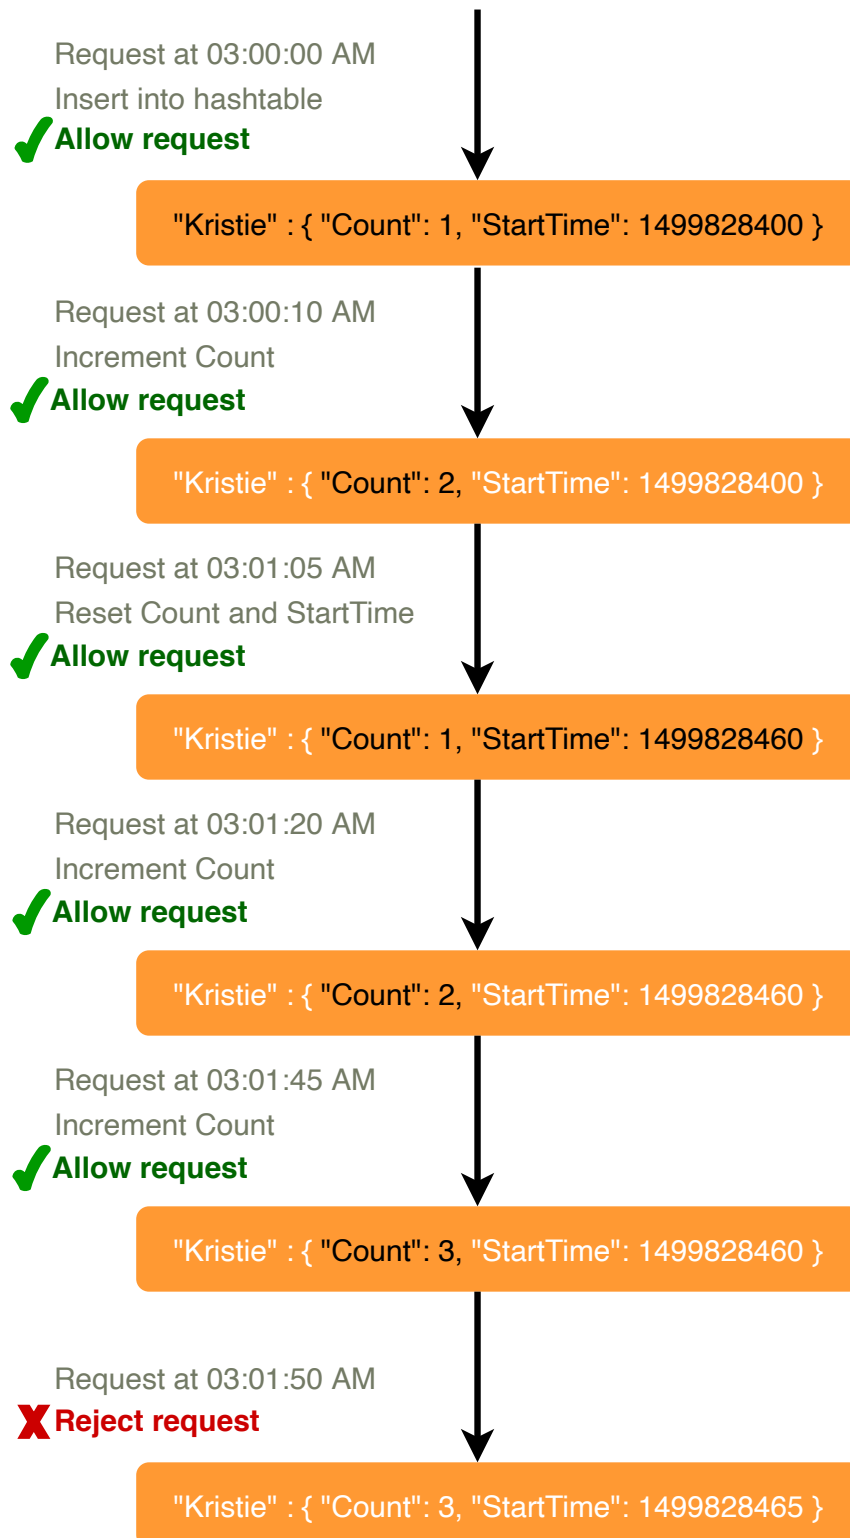 Request at 03:00:00 AM
Insert into hashtable
Allow request
"Kristie" : { "Count": 1, "StartTime": 1499828400 }
Request at 03:00:10 AM
Increment Count
Allow request
"Kristie" : { "Count": 2, "StartTime": 1499828400 }
Request at 03:01:05 AM
Reset Count and StartTime
Allow request
"Kristie" : { "Count": 1, "StartTime": 1499828460 }
Request at 03:01:20 AM
Increment Count
Allow request
"Kristie" : { "Count": 2, "StartTime": 1499828460 }
Request at 03:01:45 AM
Increment Count
Allow request
"Kristie" : { "Count": 3, "StartTime": 1499828460 }
Request at 03:01:50 AM
Reject request
"Kristie" : { "Count": 3, "StartTime": 1499828465 }